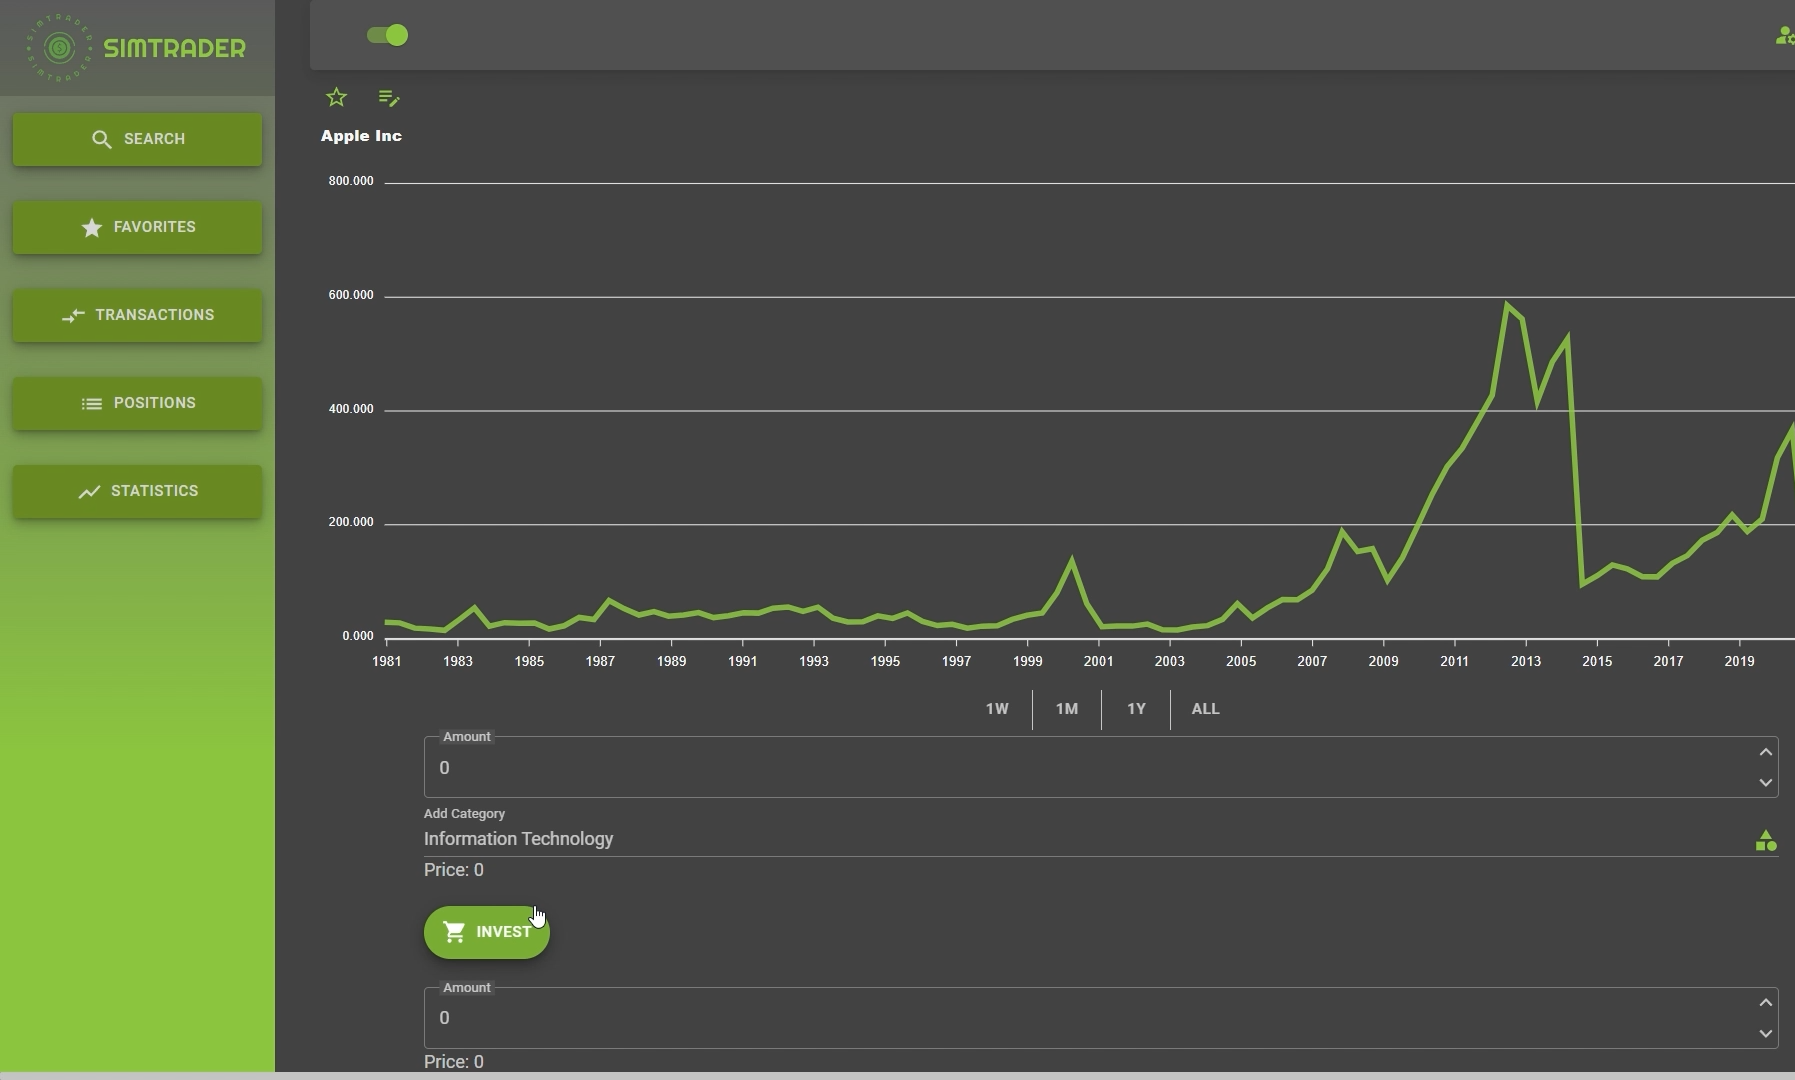 SIMTRADER
SEARCH
FAVORITES
TRANSACTIONS
POSITIONS
STATISTICS
Apple Inc
800.000
600.000
400.000
200.000
0.000
1981 1983 1985 1987 1989 1991 1993 1995 1997 1999 2001 2003 2005 2007 2009 2011 2013 2015 2017 2019
1W 1M 1Y ALL
Amount
0
Add Category
Information Technology
Price: 0
INVEST
Amount
0
Price: 0